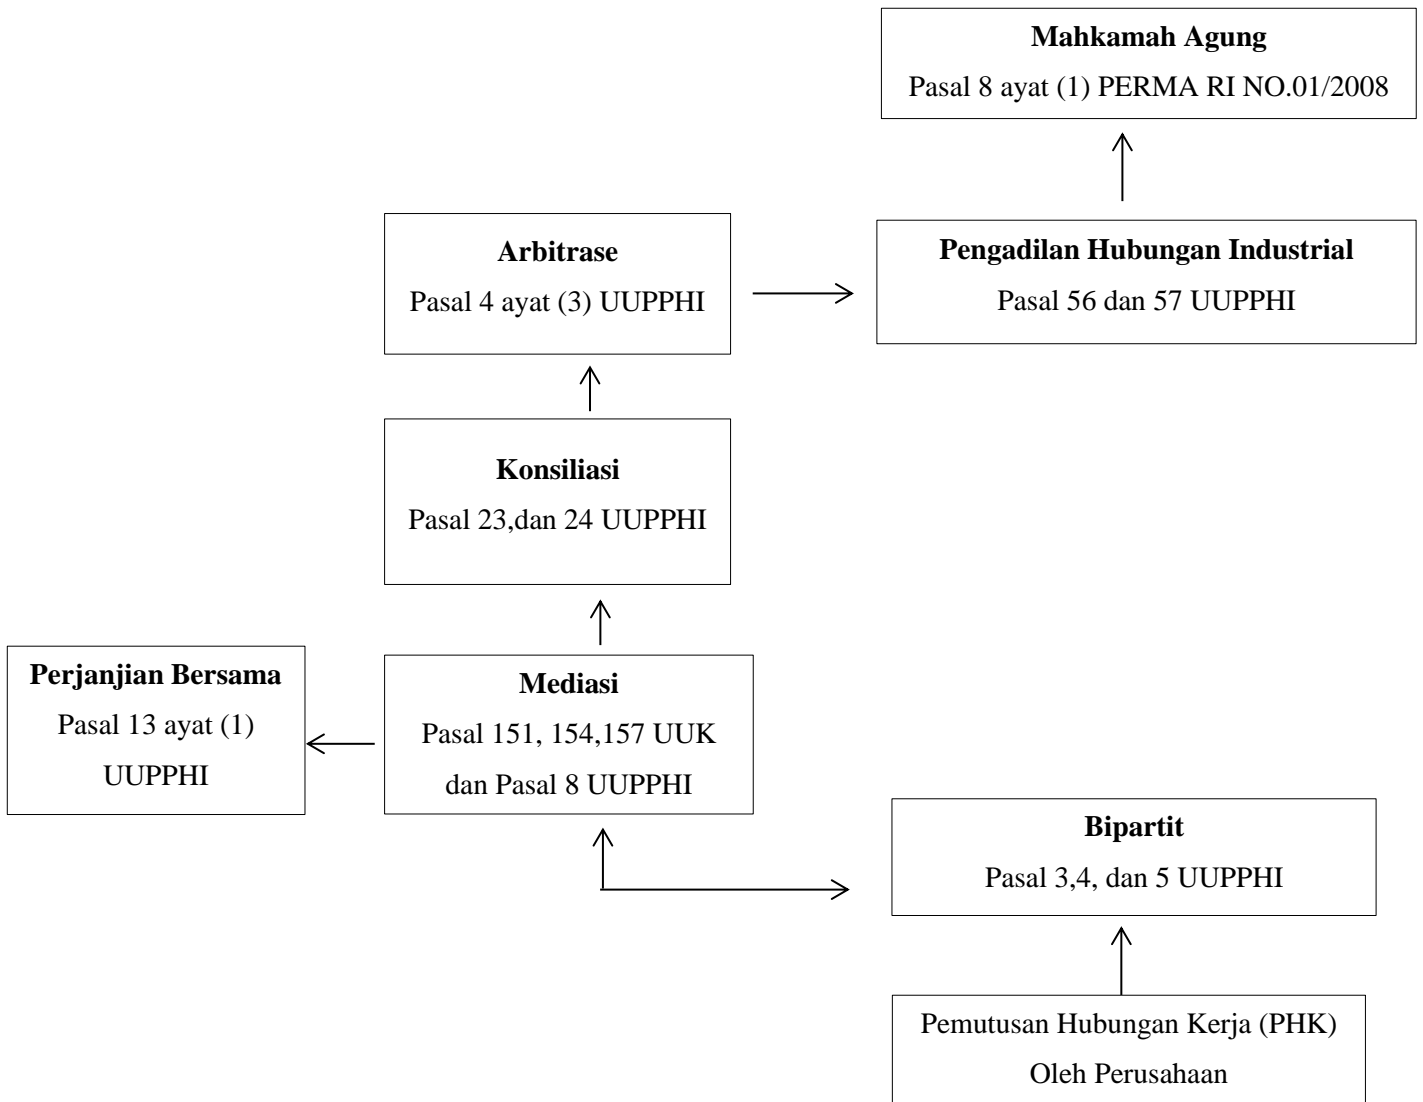 Mahkamah Agung
Pasal 8 ayat (1) PERMA RI NO.01/2008
Arbitrase
Pasal 4 ayat (3) UUPPHI
Pengadilan Hubungan Industrial
Pasal 56 dan 57 UUPPHI
Konsiliasi
Pasal 23,dan 24 UUPPHI
Perjanjian Bersama
Pasal 13 ayat (1)
UUPPHI
Mediasi
Pasal 151, 154,157 UUK
dan Pasal 8 UUPPHI
Bipartit
Pasal 3,4, dan 5 UUPPHI
Pemutusan Hubungan Kerja (PHK)
Oleh Perusahaan